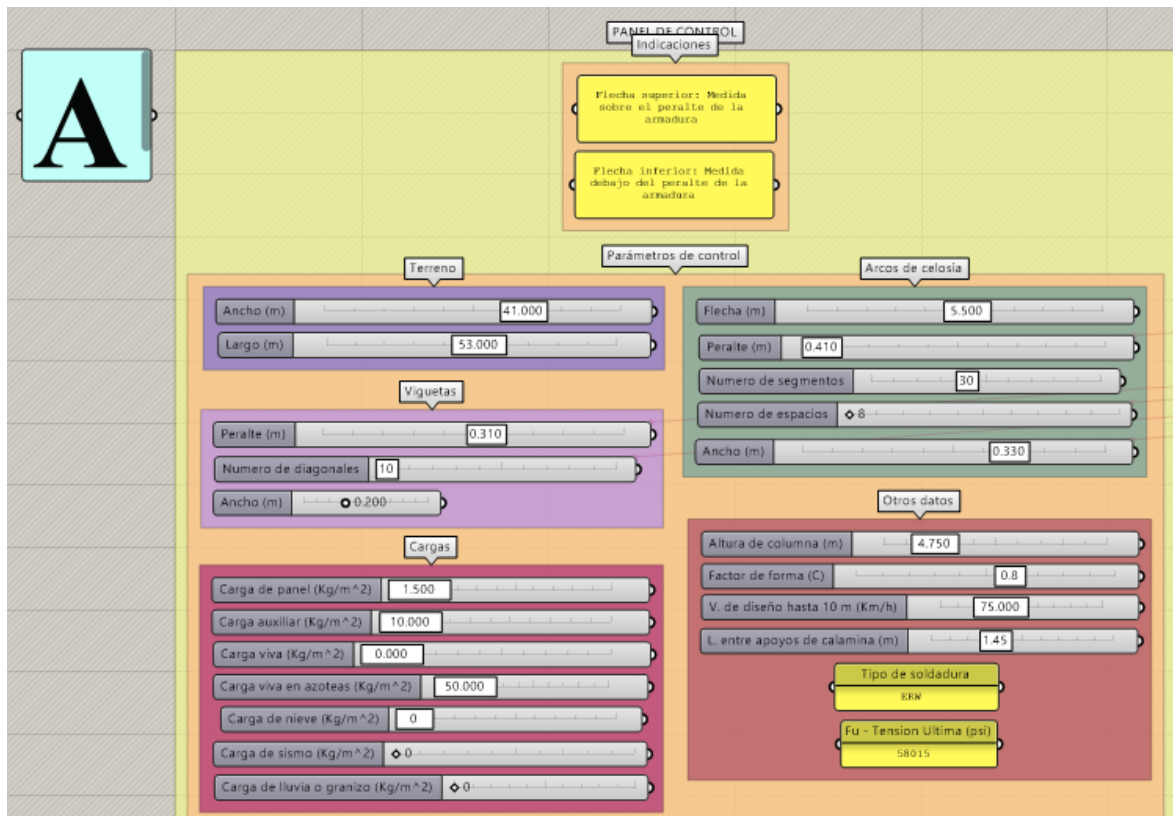 A
PANEL DE CONTROL
Indicaciones
Flecha superior: Medida
sobre el peralte de la
armadura
Flecha inferior: Medida
debajo del peralte de la
armadura
Parámetros de control
Terreno
Ancho (m) 41.000
Largo (m) 53.000
Viguetas
Peralte (m) 0.310
Numero de diagonales 10
Ancho (m) 0.200
Cargas
Carga de panel (Kg/m^2) 1.500
Carga auxiliar (Kg/m^2) 10.000
Carga viva (Kg/m^2) 0.000
Carga viva en azoteas (Kg/m^2) 50.000
Carga de nieve (Kg/m^2) 0
Carga de sismo (Kg/m^2) 0
Carga de lluvia o granizo (Kg/m^2) 0
Arcos de celosia
Flecha (m) 5.500
Peralte (m) 0.410
Numero de segmentos 30
Numero de espacios 8
Ancho (m) 0.330
Otros datos
Altura de columna (m) 4.750
Factor de forma (C) 0.8
V. de diseño hasta 10 m (Km/h) 75.000
L. entre apoyos de calamina (m) 1.45
Tipo de soldadura
ERW
Fu - Tension Ultima (psi)
58015